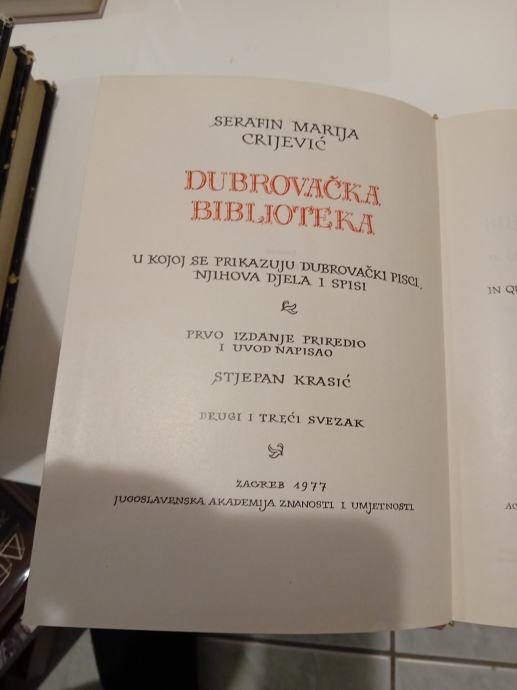 SERAFIN MARIJA
CRIJEVIĆ
DUBROVAČKA
BIBLIOTEKA
U KOJOJ SE PRIKAZUJU DUBROVAČKI PISCI,
NJIHOVA DJELA I SPISI
PRVO IZDANJE PRIREDIO
I UVOD NAPISAO
STJEPAN KRASIĆ
DRUGI I TREĆI SVEZAK
ZAGREB 1977
JUGOSLAVENSKA AKADEMIJA ZNANOSTI I UMJETNOSTI
IN